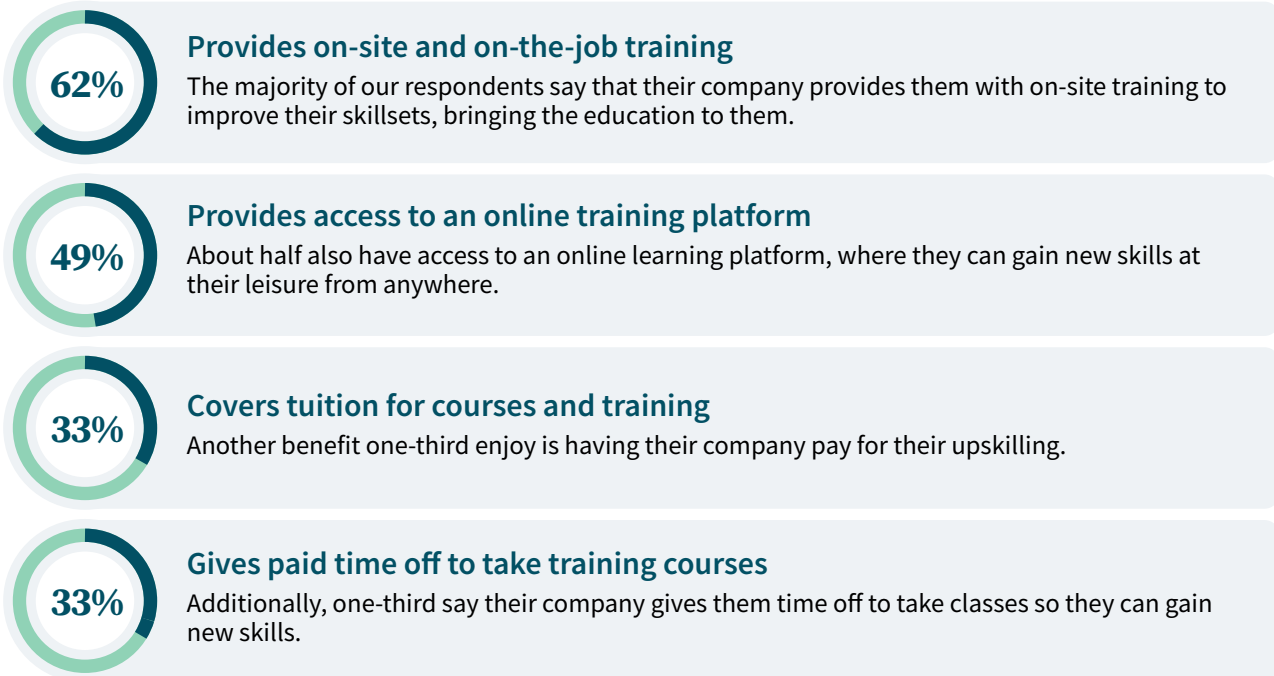 62%
Provides on-site and on-the-job training
The majority of our respondents say that their company provides them with on-site training to
improve their skillsets, bringing the education to them.
49%
Provides access to an online training platform
About half also have access to an online learning platform, where they can gain new skills at
their leisure from anywhere.
33%
Covers tuition for courses and training
Another benefit one-third enjoy is having their company pay for their upskilling.
33%
Gives paid time off to take training courses
Additionally, one-third say their company gives them time off to take classes so they can gain
new skills.